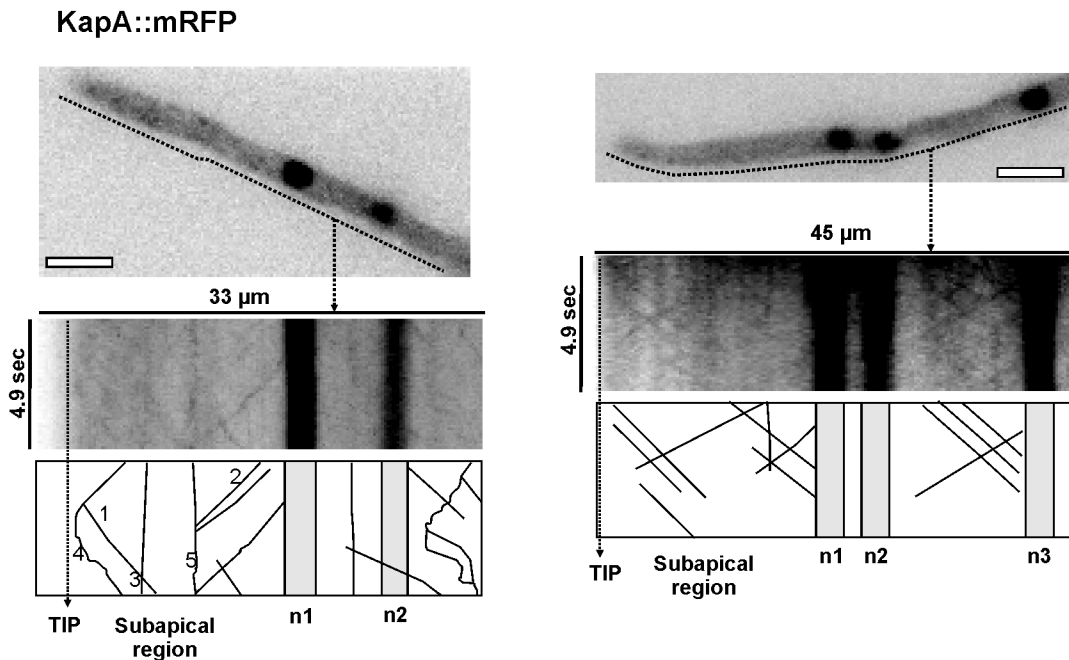 KapA::mRFP
33 µm
45 µm
4.9 sec
4.9 sec
1
2
3
4
5
TIP
Subapical
region
n1
n2
TIP
Subapical
region
n1
n2
n3